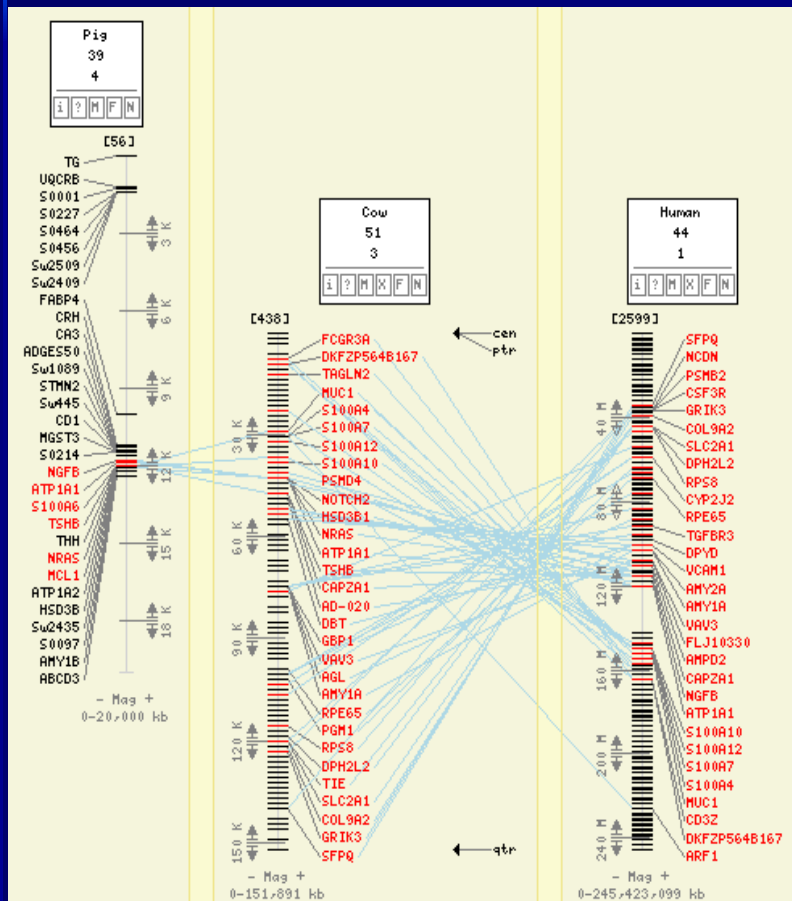 Pig
39
4
i ? M F N
[56]
TG
UQCRB
S0001
S0227
S0464
S0456
Sw2509
Sw2409
FABP4
CRH
CA3
ADGES50
Sw1089
STMN2
Sw445
CD1
MGST3
S0214
NGFB
ATP1A1
S100A6
TSHB
THH
NRAS
MCL1
ATP1A2
HSD3B
Sw2435
S0097
AMY1B
ABCD3
3 K
6 K
9 K
12 K
15 K
18 K
- Mag +
0-20,000 kb
Cow
51
3
i ? M X F N
[438]
cen
ptr
FCGR3A
DKFZP564B167
TAGLN2
MUC1
S100A4
S100A7
S100A12
S100A10
PSMD4
NOTCH2
HSD3B1
NRAS
ATP1A1
TSHB
CAPZA1
AD-020
DBT
GBP1
VAV3
AGL
AMY1A
RPE65
PGM1
RPS8
DPH2L2
TIE
SLC2A1
COL9A2
GRIK3
SFPQ
qtr
30 K
60 K
90 K
120 K
150 K
- Mag +
0-151,891 kb
Human
44
1
i ? M F N
[2599]
SFPQ
NCDN
PSMB2
CSF3R
GRIK3
COL9A2
SLC2A1
DPH2L2
RPS8
CYP2J2
RPE65
TGFBR3
DPYD
VCAM1
AMY2A
AMY1A
VAV3
FLJ10330
AMPD2
CAPZA1
NGFB
ATP1A1
S100A10
S100A12
S100A7
S100A4
MUC1
CD3Z
DKFZP564B167
ARF1
40 M
80 M
120 M
160 M
200 M
240 M
- Mag +
0-245,423,099 kb